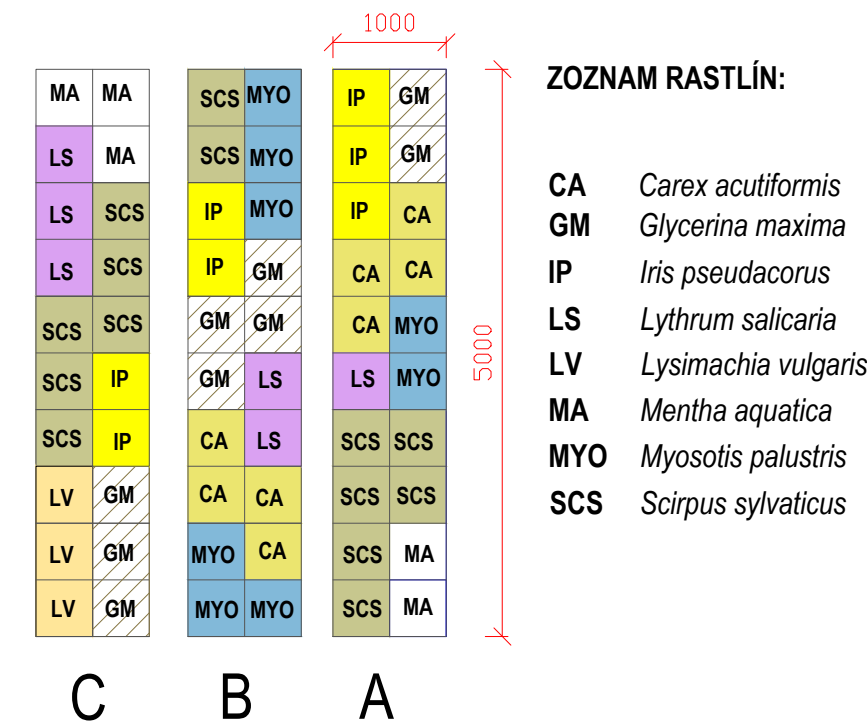 1000
MA MA SCS MYO IP GM
LS MA SCS MYO IP GM
LS SCS IP MYO IP CA
LS SCS IP GM CA CA
SCS SCS GM GM CA MYO
SCS IP GM LS LS MYO
SCS IP CA LS SCS SCS
LV GM CA CA SCS SCS
LV GM MYO CA SCS MA
LV GM MYO MYO SCS MA
5000
C B A
ZOZNAM RASTLÍN:
CA Carex acutiformis
GM Glycerina maxima
IP Iris pseudacorus
LS Lythrum salicaria
LV Lysimachia vulgaris
MA Mentha aquatica
MYO Myosotis palustris
SCS Scirpus sylvaticus